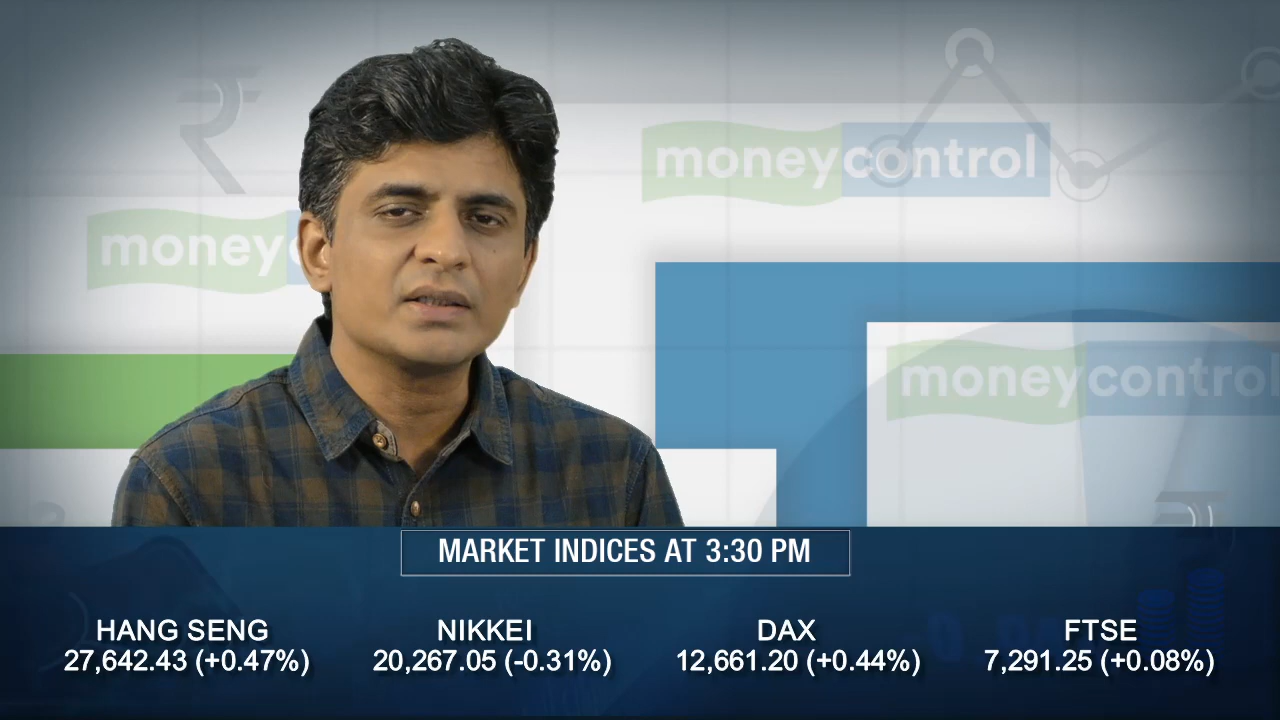 moneycontrol
money
moneycontrol
MARKET INDICES AT 3:30 PM
HANG SENG
27,642.43 (+0.47%)
NIKKEI
20,267.05 (-0.31%)
DAX
12,661.20 (+0.44%)
FTSE
7,291.25 (+0.08%)